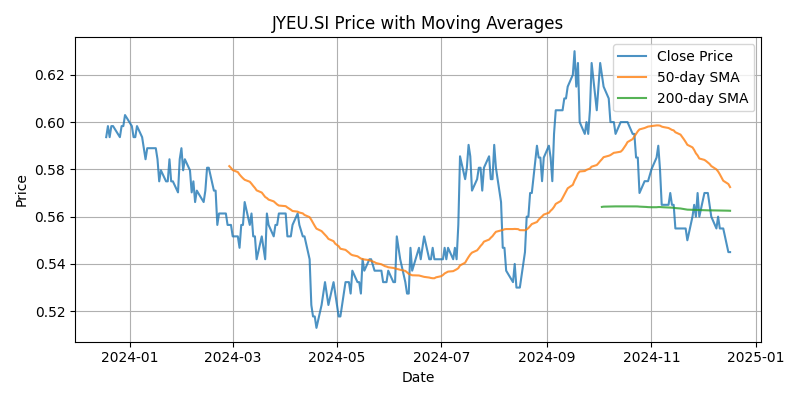 JYEU.SI Price with Moving Averages
Close Price
50-day SMA
200-day SMA
0.62
0.60
0.58
0.56
0.54
0.52
Price
2024-01 2024-03 2024-05 2024-07 2024-09 2024-11 2025-01
Date